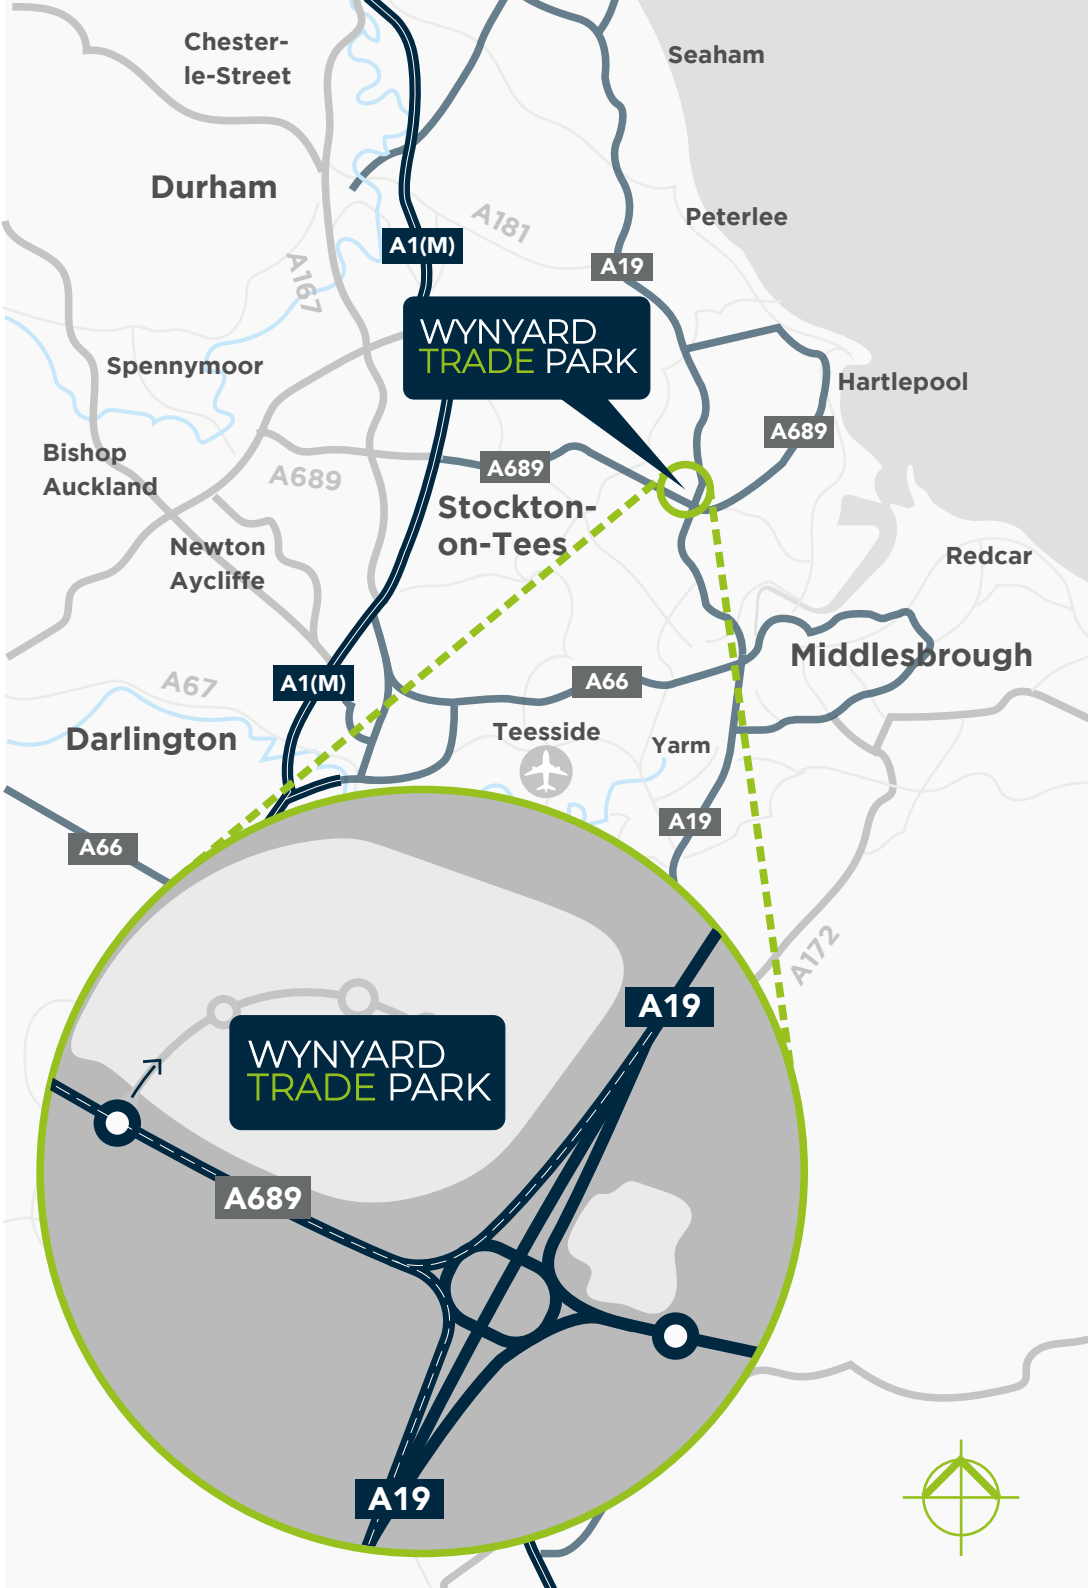 Chester-
le-Street
Seaham
Durham
A181
Peterlee
A1(M)
A19
A167
WYNYARD
TRADE PARK
Spennymoor
Hartlepool
A689
Bishop
Auckland
A689
A689
Stockton-
on-Tees
Newton
Aycliffe
Redcar
Middlesbrough
A67
A1(M)
A66
Darlington
Teesside
Yarm
A19
A66
A172
A19
WYNYARD
TRADE PARK
A689
A19